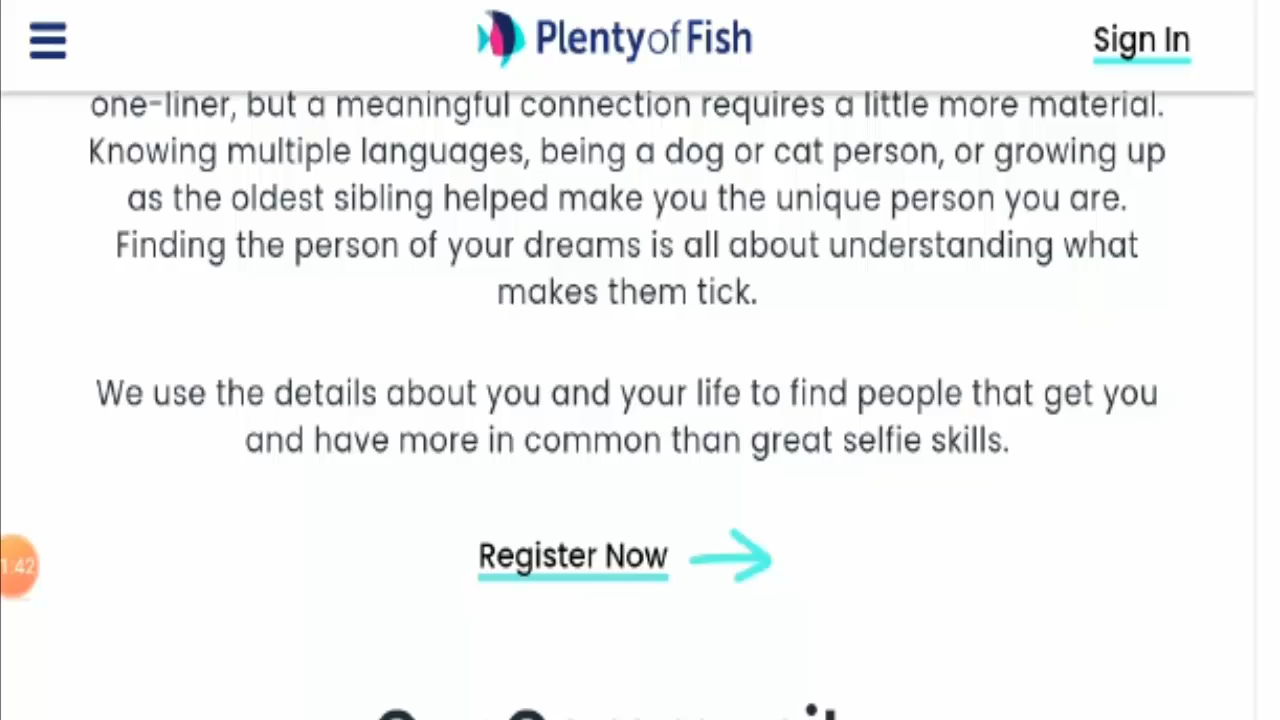 PlentyofFish
Sign In
one-liner, but a meaningful connection requires a little more material.
Knowing multiple languages, being a dog or cat person, or growing up
as the oldest sibling helped make you the unique person you are.
Finding the person of your dreams is all about understanding what
makes them tick.
We use the details about you and your life to find people that get you
and have more in common than great selfie skills.
1:42
Register Now